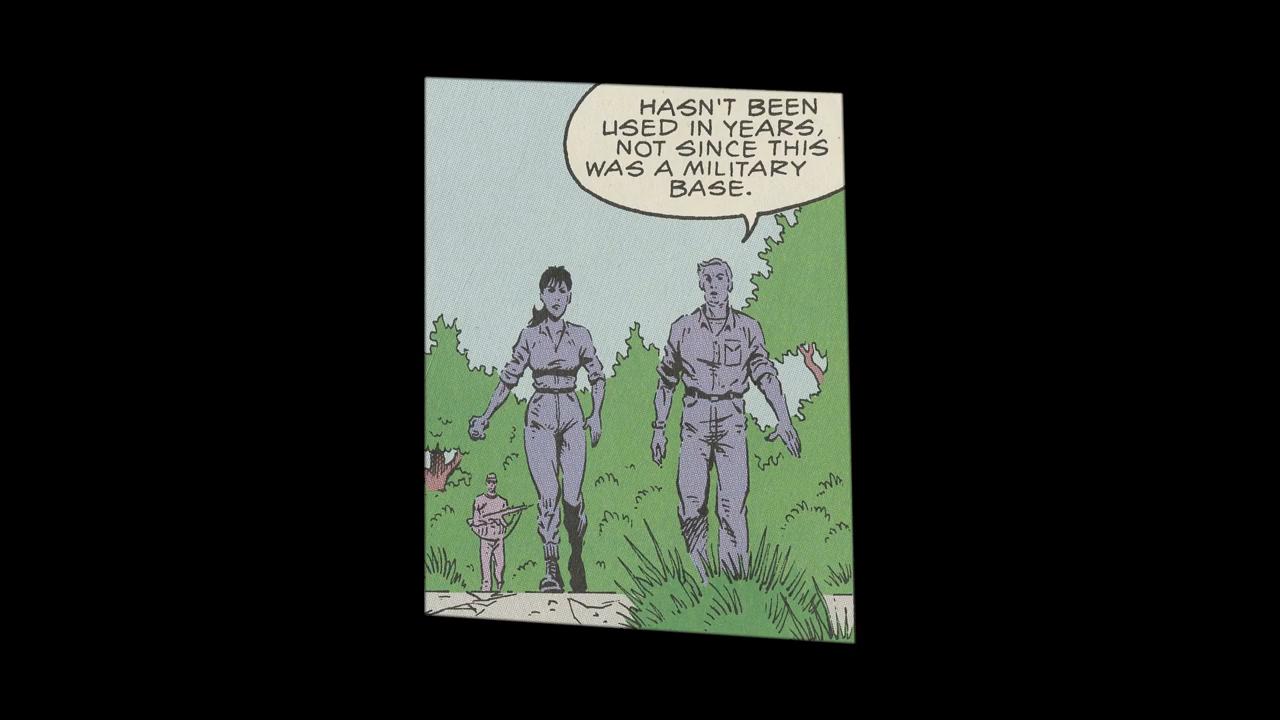 HASN'T BEEN
USED IN YEARS,
NOT SINCE THIS
WAS A MILITARY
BASE.